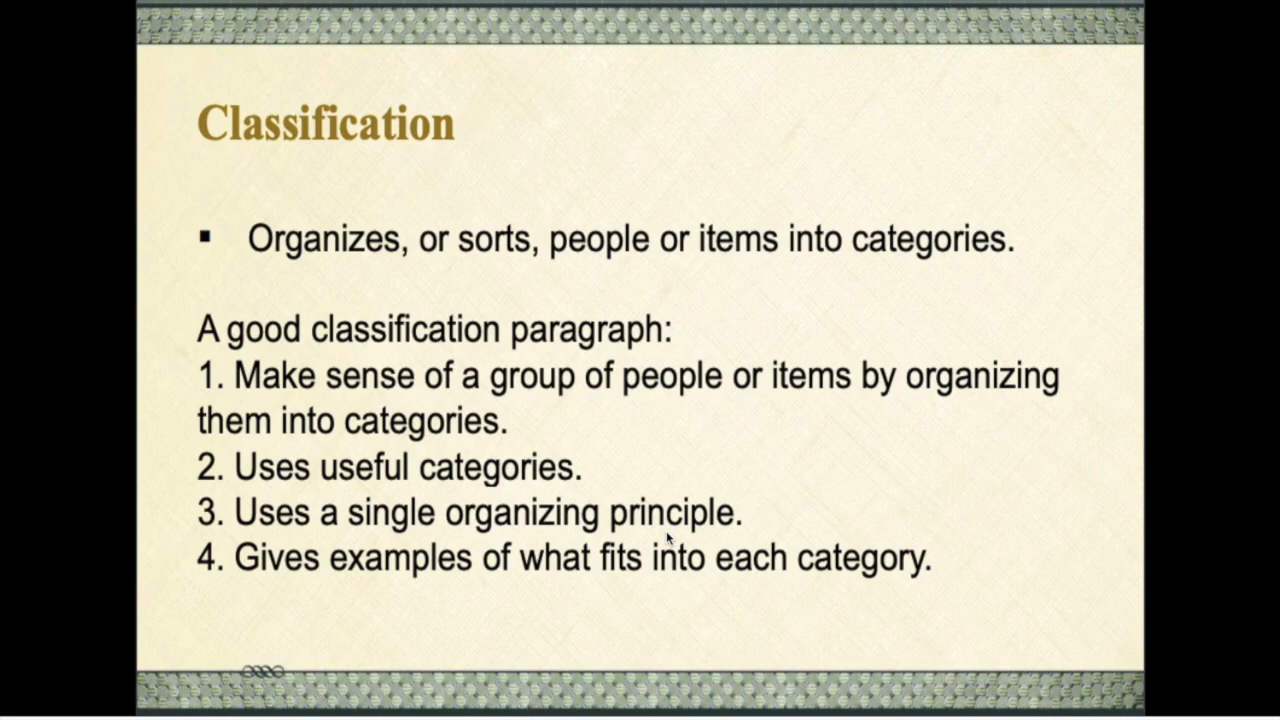 Classification
▪ Organizes, or sorts, people or items into categories.
A good classification paragraph:
1. Make sense of a group of people or items by organizing
them into categories.
2. Uses useful categories.
3. Uses a single organizing principle.
4. Gives examples of what fits into each category.